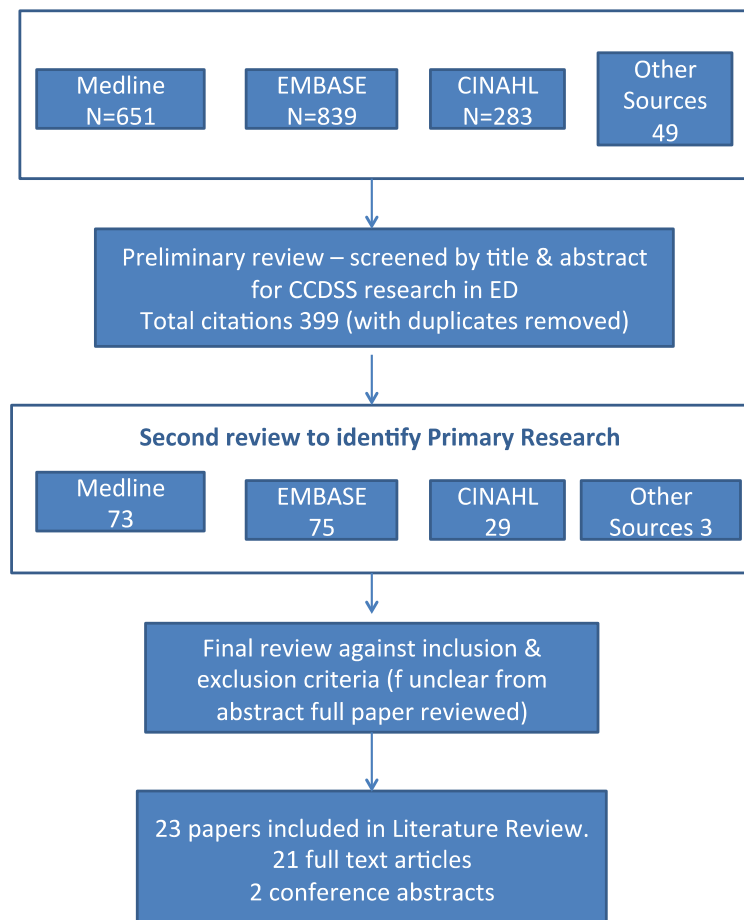 Medline
N=651
EMBASE
N=839
CINAHL
N=283
Other
Sources
49
Preliminary review – screened by title & abstract
for CCDSS research in ED
Total citations 399 (with duplicates removed)
Second review to identify Primary Research
Medline
73
EMBASE
75
CINAHL
29
Other
Sources 3
Final review against inclusion &
exclusion criteria (f unclear from
abstract full paper reviewed)
23 papers included in Literature Review.
21 full text articles
2 conference abstracts